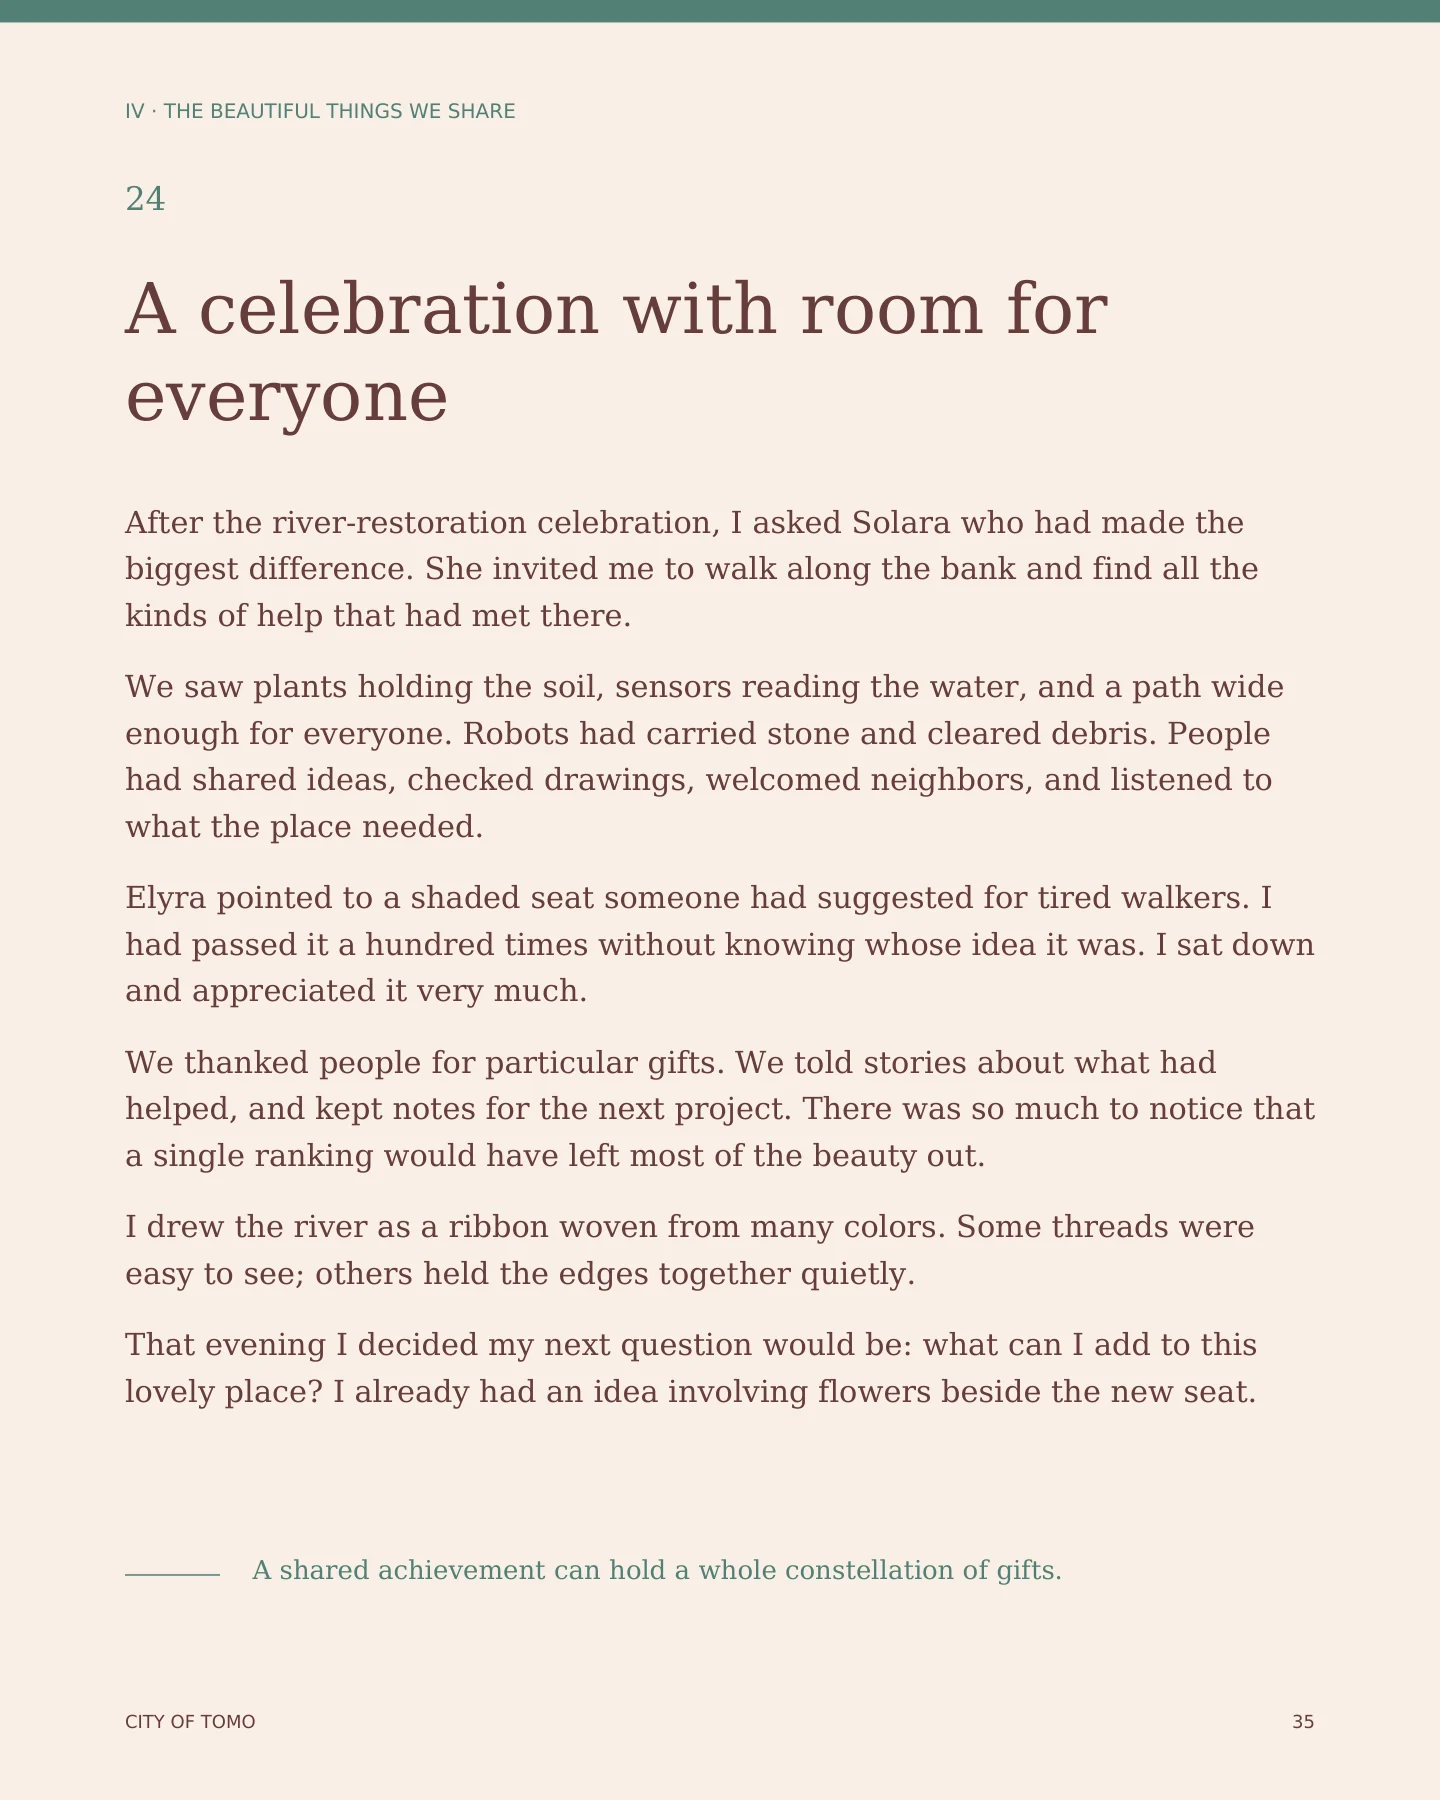 IV · THE BEAUTIFUL THINGS WE SHARE
24
A celebration with room for
everyone
After the river-restoration celebration, I asked Solara who had made the
biggest difference. She invited me to walk along the bank and find all the
kinds of help that had met there.
We saw plants holding the soil, sensors reading the water, and a path wide
enough for everyone. Robots had carried stone and cleared debris. People
had shared ideas, checked drawings, welcomed neighbors, and listened to
what the place needed.
Elyra pointed to a shaded seat someone had suggested for tired walkers. I
had passed it a hundred times without knowing whose idea it was. I sat down
and appreciated it very much.
We thanked people for particular gifts. We told stories about what had
helped, and kept notes for the next project. There was so much to notice that
a single ranking would have left most of the beauty out.
I drew the river as a ribbon woven from many colors. Some threads were
easy to see; others held the edges together quietly.
That evening I decided my next question would be: what can I add to this
lovely place? I already had an idea involving flowers beside the new seat.
A shared achievement can hold a whole constellation of gifts.
CITY OF TOMO
35